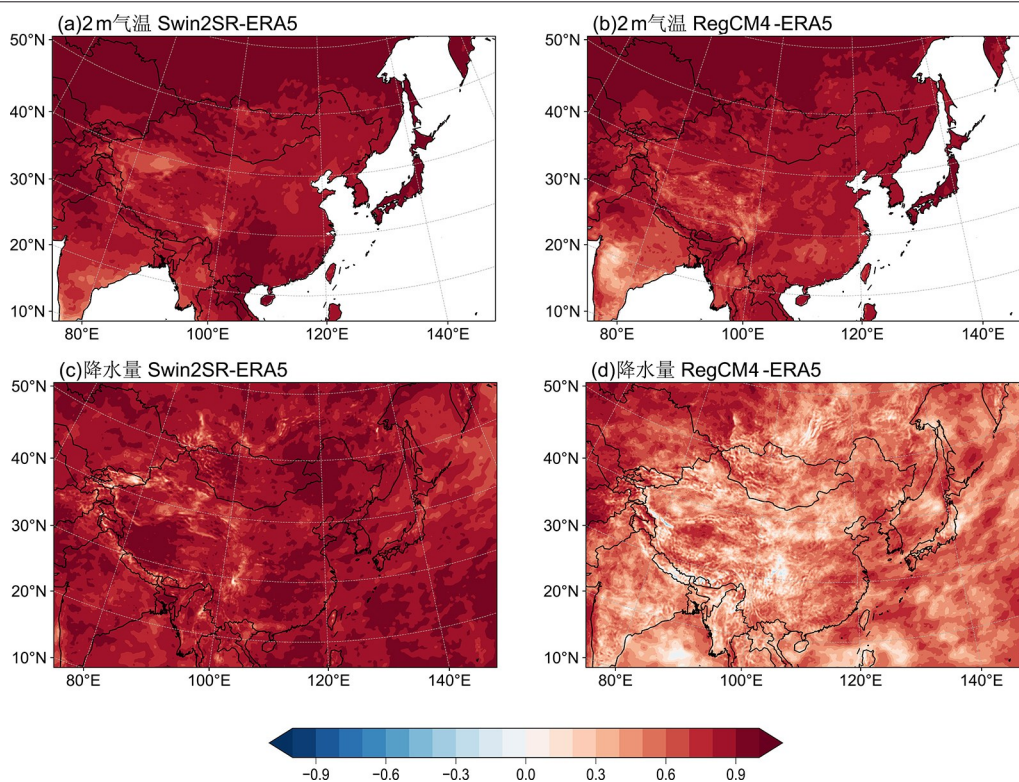 (a)2m气温 Swin2SR-ERA5
(b)2m气温 RegCM4-ERA5
50°N
40°N
30°N
20°N
10°N
80°E 100°E 120°E 140°E
50°N
40°N
30°N
20°N
10°N
80°E 100°E 120°E 140°E
(c)降水量 Swin2SR-ERA5
(d)降水量 RegCM4-ERA5
50°N
40°N
30°N
20°N
10°N
80°E 100°E 120°E 140°E
50°N
40°N
30°N
20°N
10°N
80°E 100°E 120°E 140°E
−0.9 −0.6 −0.3 0.0 0.3 0.6 0.9